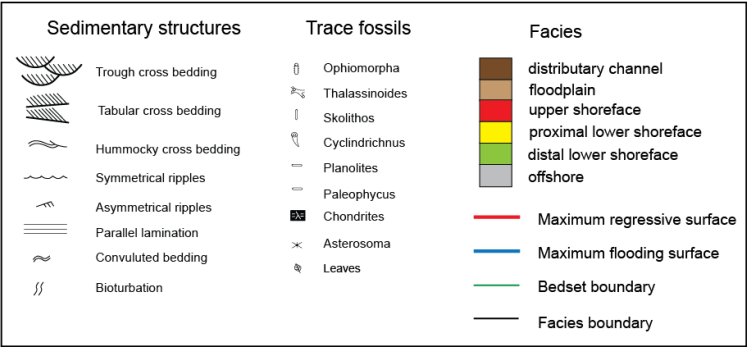 Sedimentary structures
Trough cross bedding
Tabular cross bedding
Hummocky cross bedding
Symmetrical ripples
Asymmetrical ripples
Parallel lamination
Convuluted bedding
Bioturbation
Trace fossils
Ophiomorpha
Thalassinoides
Skolithos
Cyclindrichnus
Planolites
Paleophycus
Chondrites
Asterosoma
Leaves
Facies
distributary channel
floodplain
upper shoreface
proximal lower shoreface
distal lower shoreface
offshore
Maximum regressive surface
Maximum flooding surface
Bedset boundary
Facies boundary